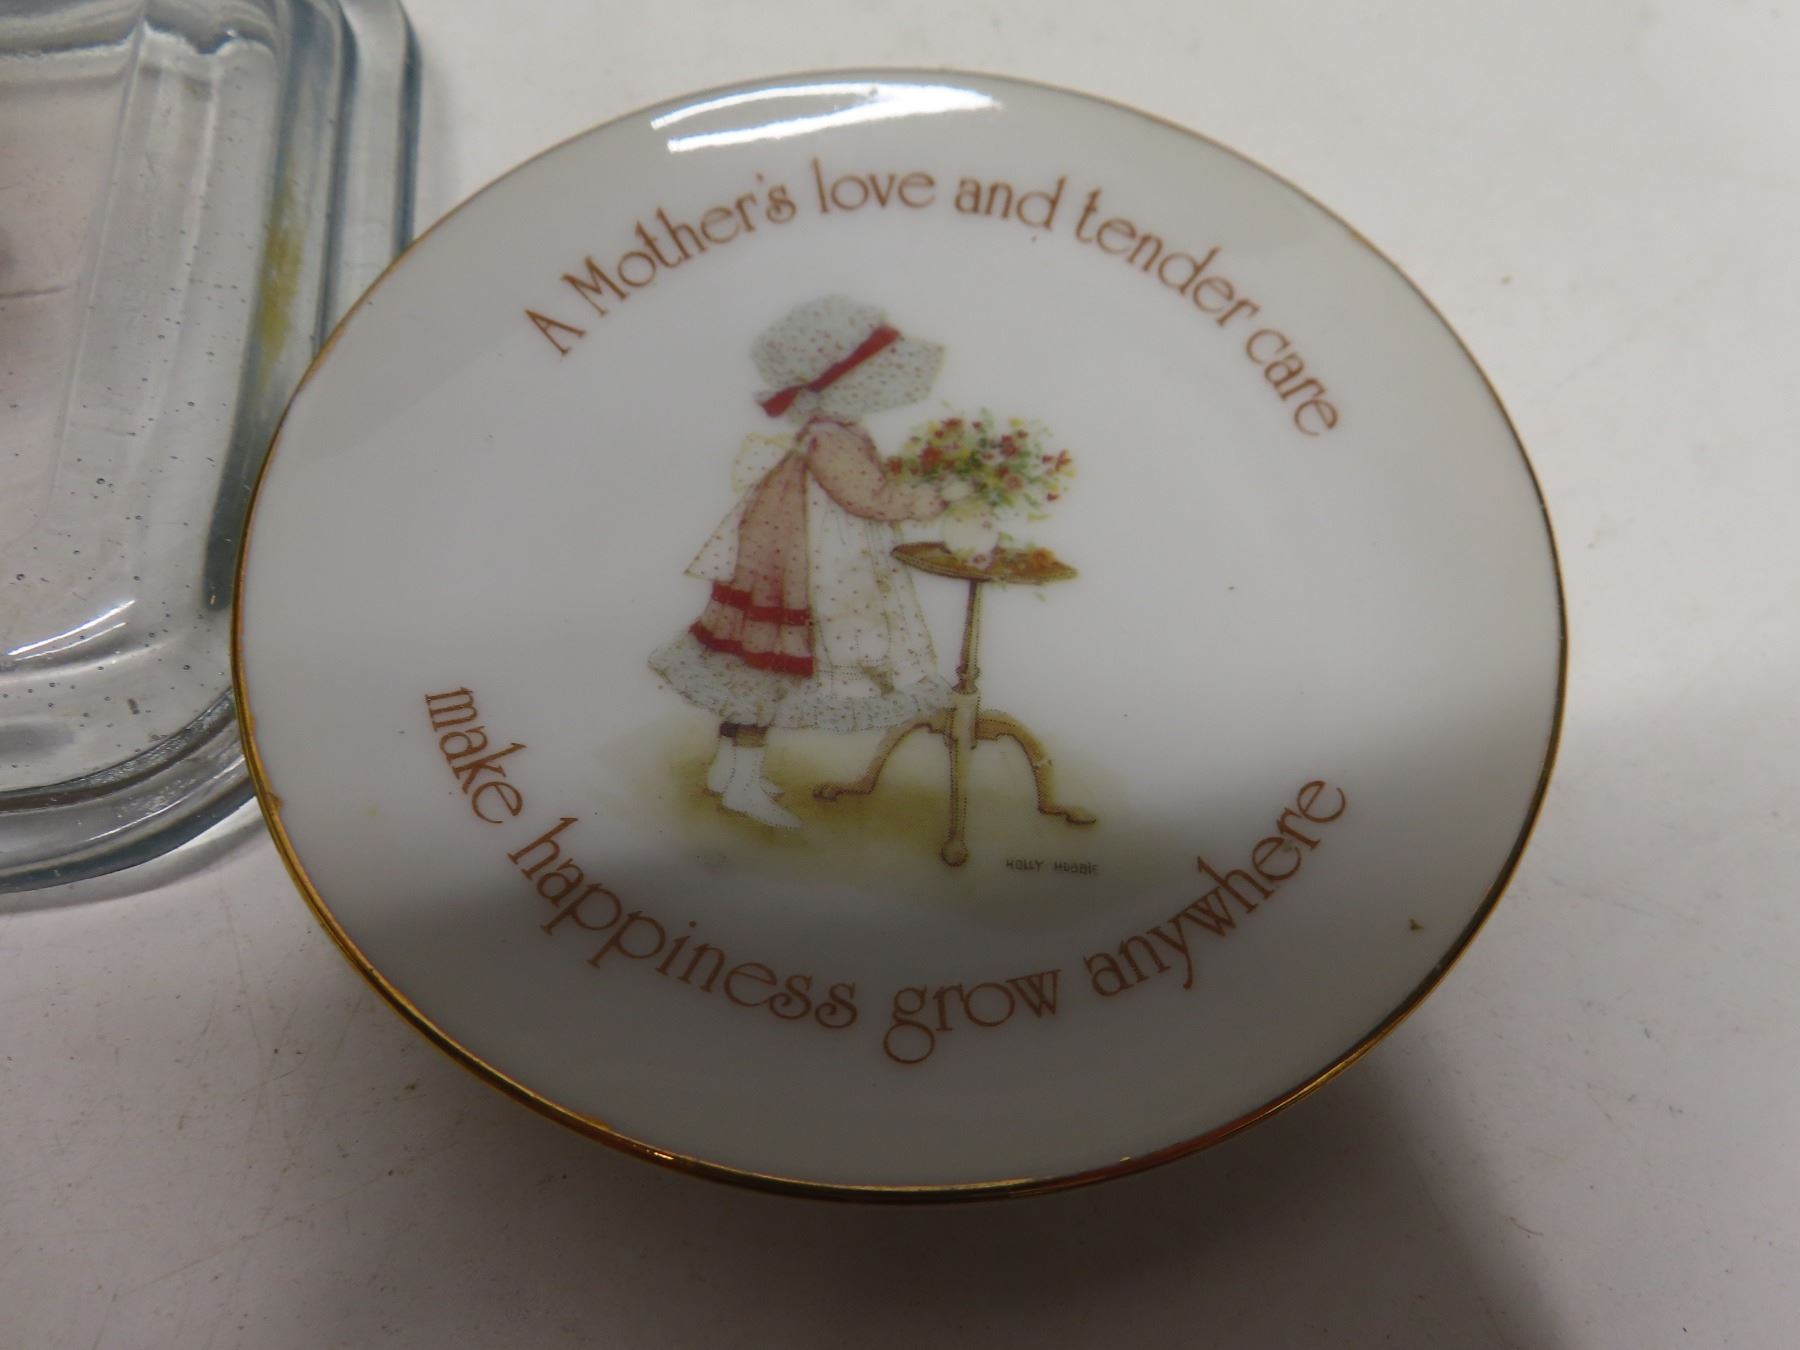 A Mother's love and tender care
make happiness grow anywhere
HOLLY HOBBIE